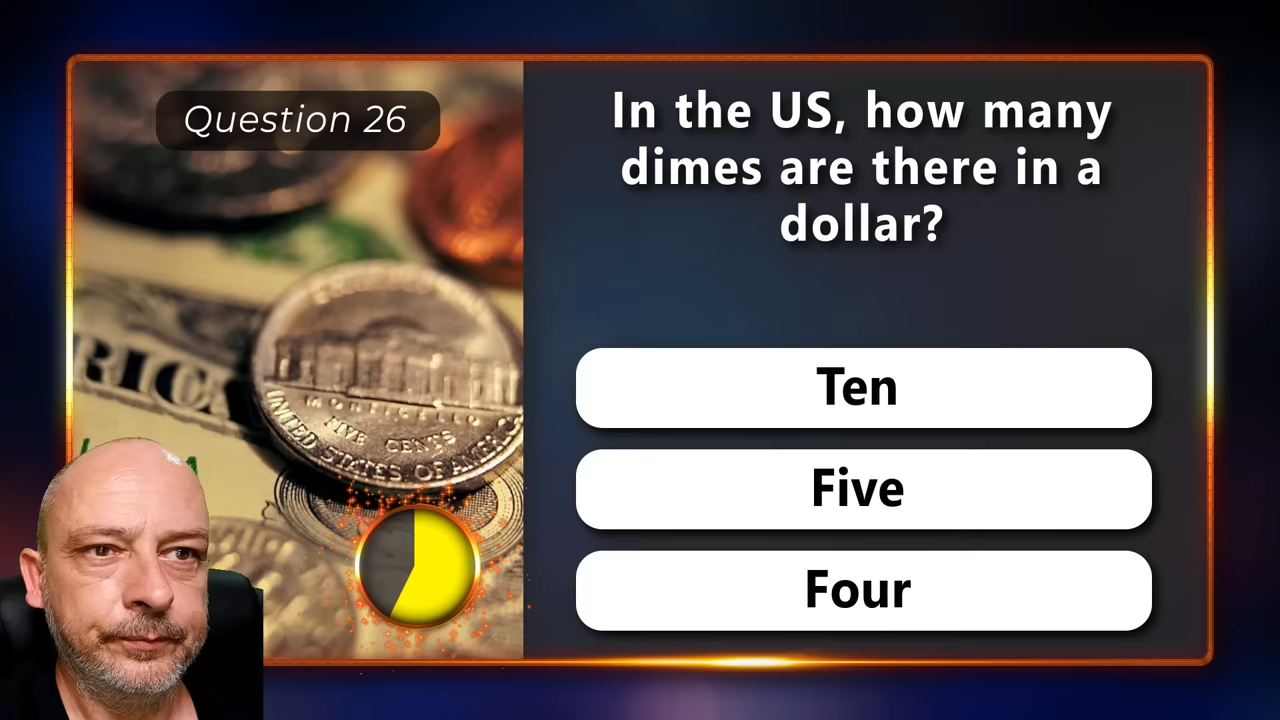 Question 26
In the US, how many
dimes are there in a
dollar?
RICA
MONTICELLO
FIVE CENTS
UNITED STATES OF AMERICA
Ten
Five
Four